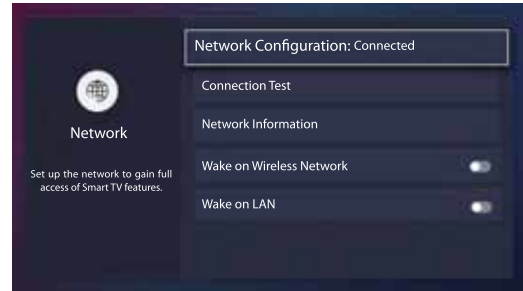 Network
Set up the network to gain full
access of Smart TV features.
Network Configuration: Connected
Connection Test
Network Information
Wake on Wireless Network
Wake on LAN